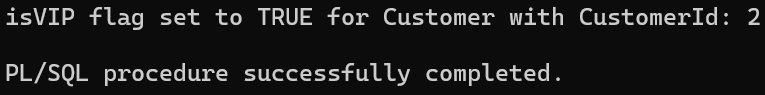 isVIP flag set to TRUE for Customer with CustomerId: 2
PL/SQL procedure successfully completed.